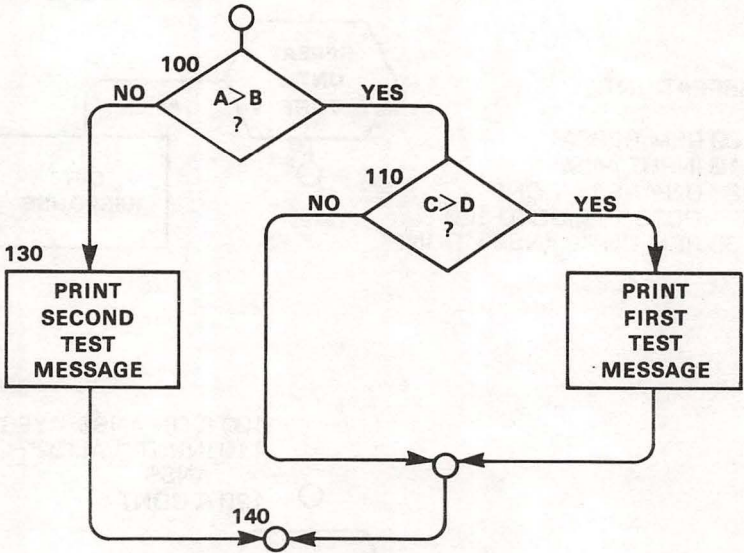 100
A>B
?
NO
YES
110
C>D
?
NO
YES
130
PRINT
SECOND
TEST
MESSAGE
PRINT
FIRST
TEST
MESSAGE
140